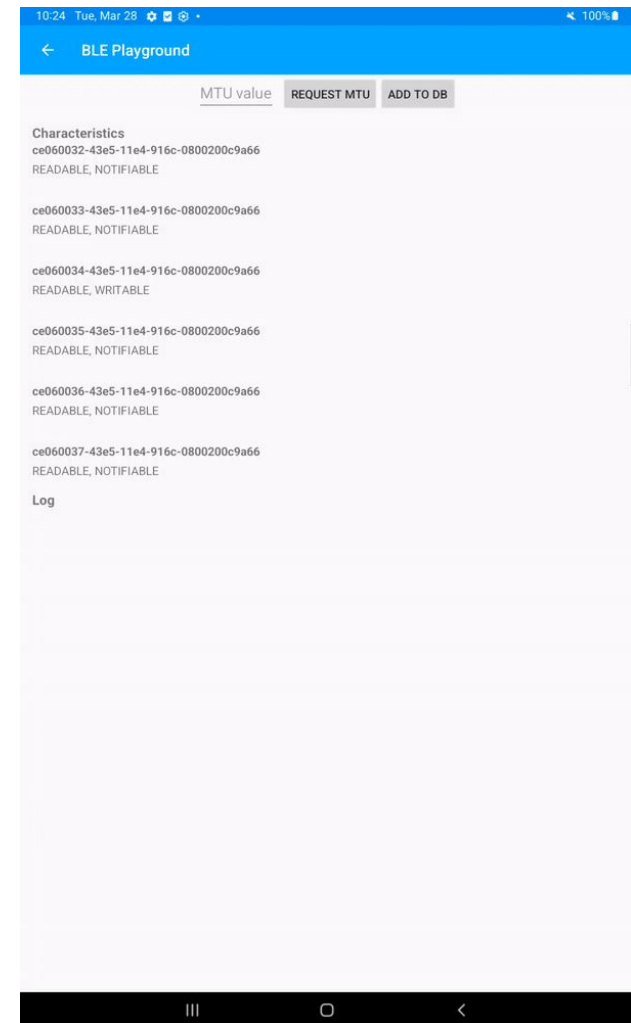 10:24 Tue, Mar 28 100%
BLE Playground
MTU value REQUEST MTU ADD TO DB
Characteristics
ce060032-43e5-11e4-916c-0800200c9a66
READABLE, NOTIFIABLE
ce060033-43e5-11e4-916c-0800200c9a66
READABLE, NOTIFIABLE
ce060034-43e5-11e4-916c-0800200c9a66
READABLE, WRITABLE
ce060035-43e5-11e4-916c-0800200c9a66
READABLE, NOTIFIABLE
ce060036-43e5-11e4-916c-0800200c9a66
READABLE, NOTIFIABLE
ce060037-43e5-11e4-916c-0800200c9a66
READABLE, NOTIFIABLE
Log